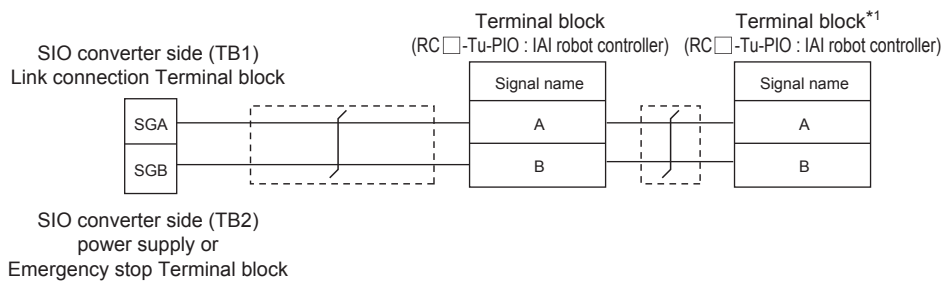 SIO converter side (TB1)
Link connection Terminal block
SGA
SGB
SIO converter side (TB2)
power supply or
Emergency stop Terminal block
Terminal block
(RC□-Tu-PIO : IAI robot controller)
Signal name
A
B
Terminal block*1
(RC□-Tu-PIO : IAI robot controller)
Signal name
A
B